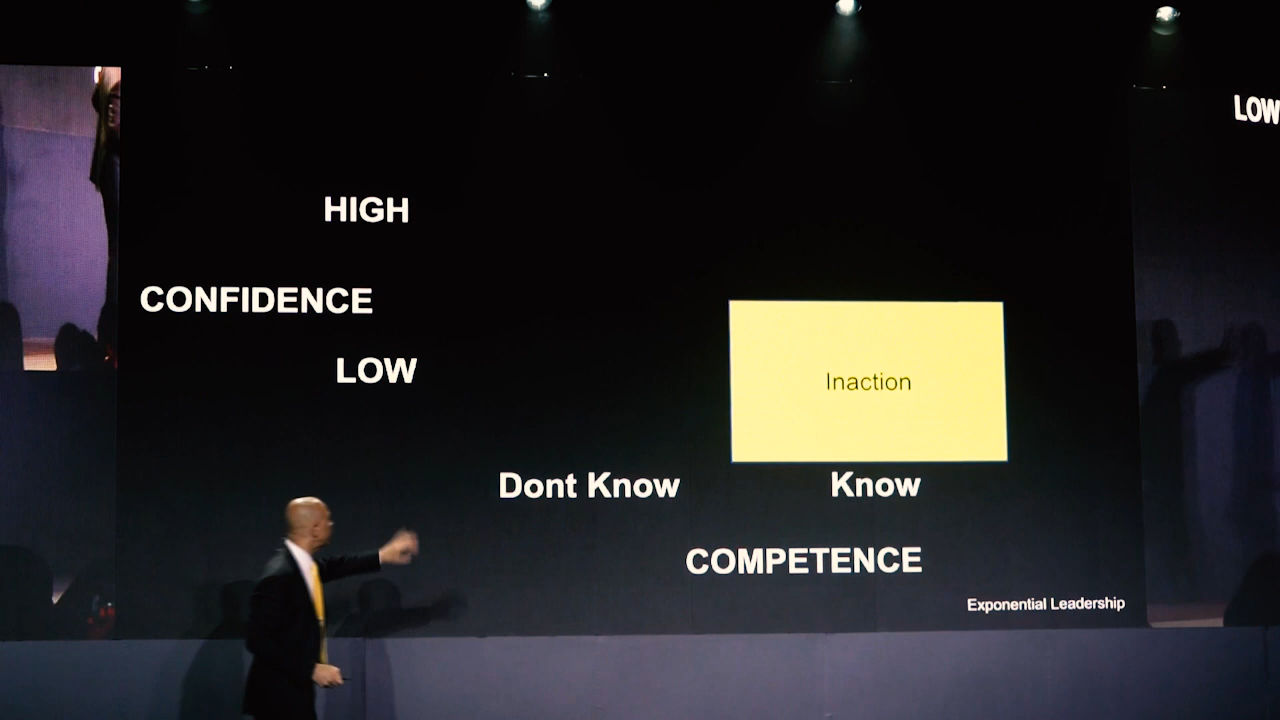 LOW
HIGH
CONFIDENCE
LOW
Inaction
Dont Know
Know
COMPETENCE
Exponential Leadership